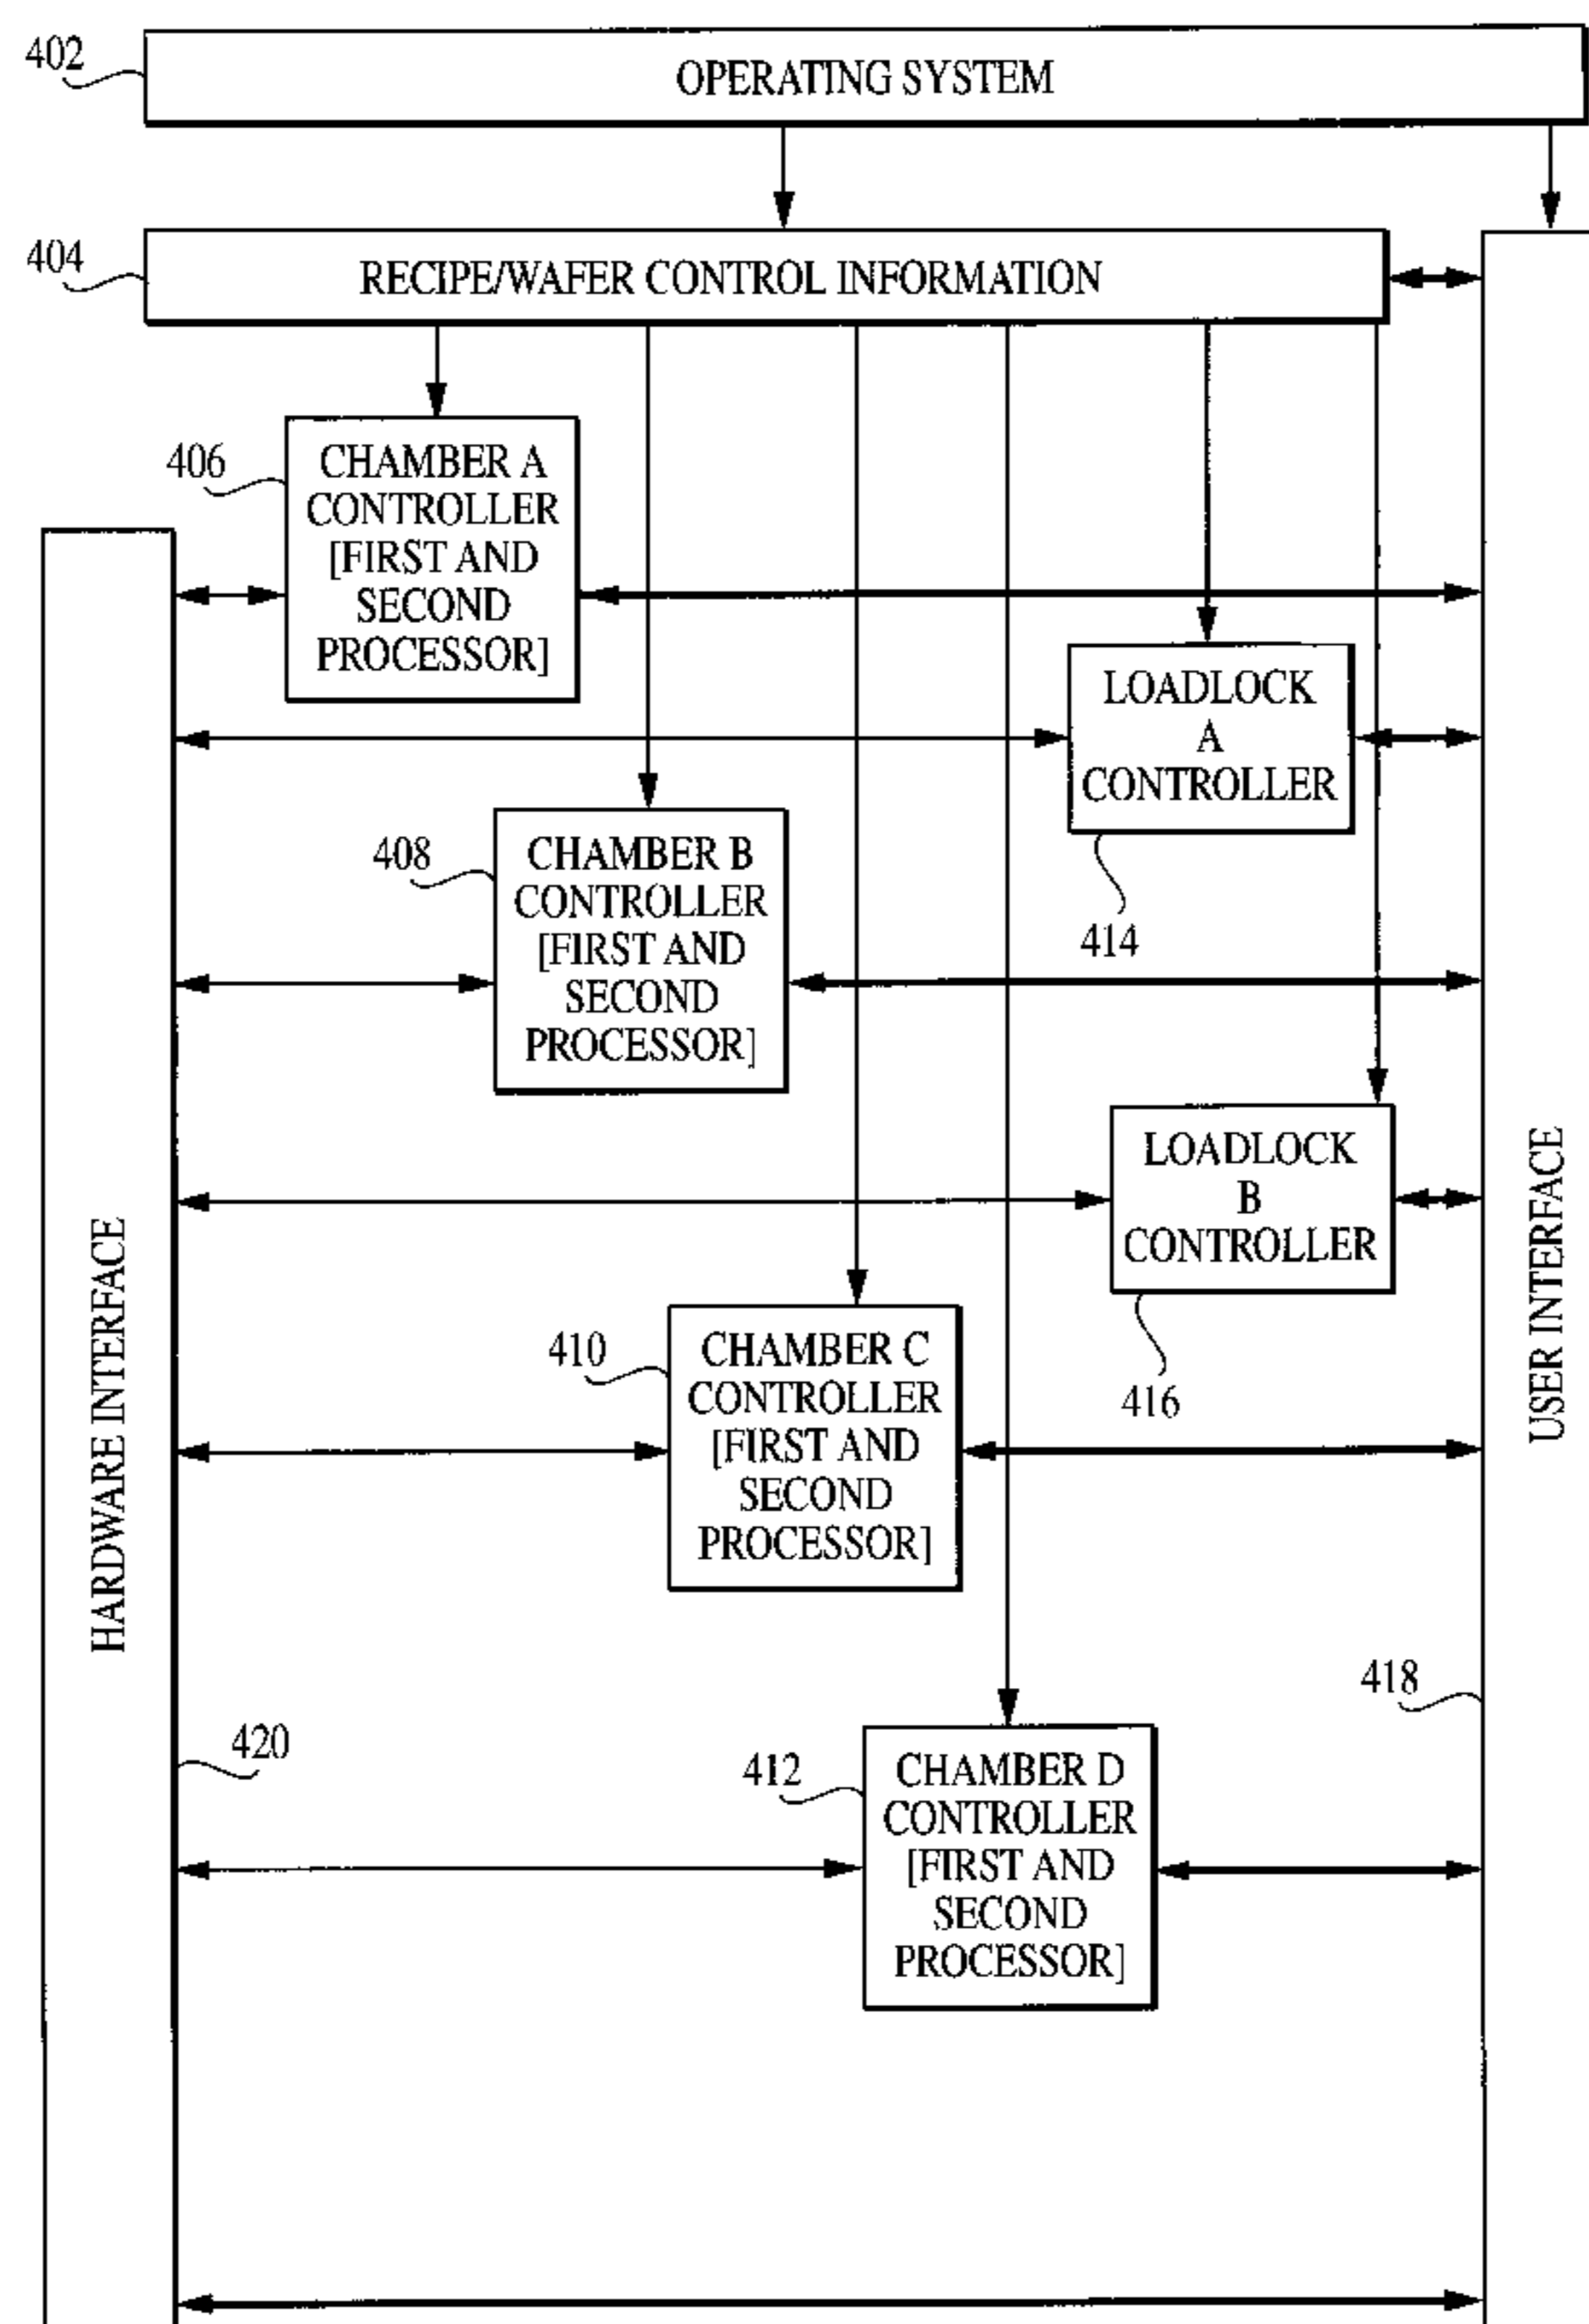 402
OPERATING SYSTEM
404
RECIPE/WAFER CONTROL INFORMATION
406
CHAMBER A
CONTROLLER
[FIRST AND
SECOND
PROCESSOR]
LOADLOCK
A
CONTROLLER
414
408
CHAMBER B
CONTROLLER
[FIRST AND
SECOND
PROCESSOR]
LOADLOCK
B
CONTROLLER
416
HARDWARE INTERFACE
USER INTERFACE
410
CHAMBER C
CONTROLLER
[FIRST AND
SECOND
PROCESSOR]
418
420
412
CHAMBER D
CONTROLLER
[FIRST AND
SECOND
PROCESSOR]